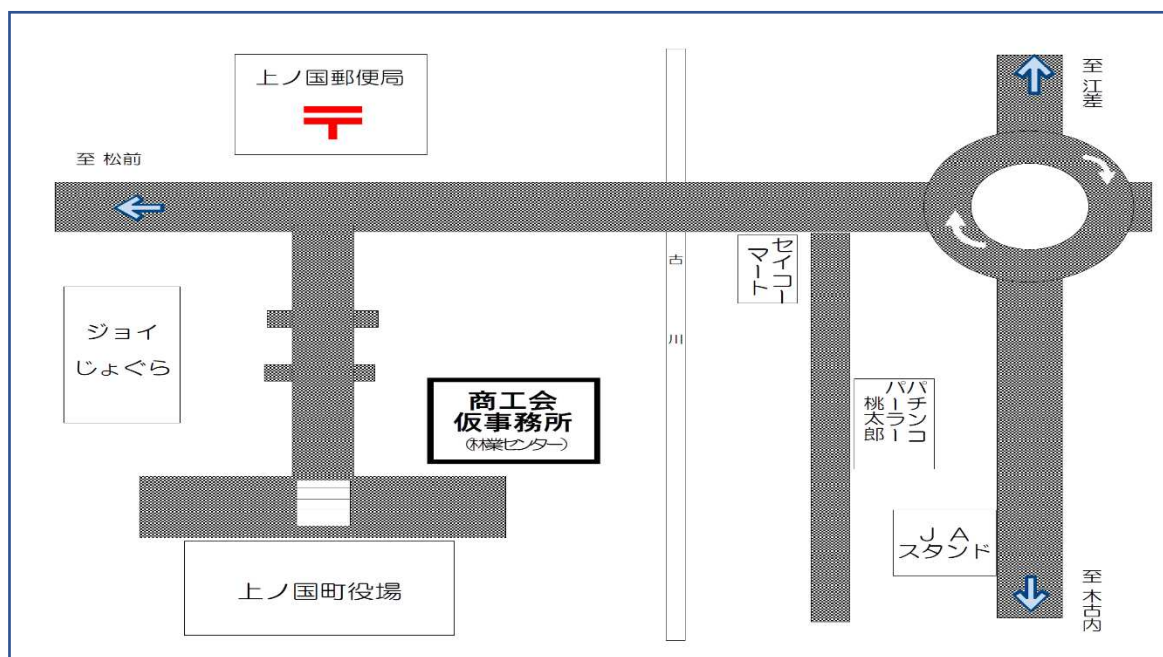 上ノ国郵便局
至 松前
至 江差
古川
セイコー
マート
ジョイ
じょぐら
商工会
仮事務所
(林業センター)
パチンコ
パーラー
桃太郎
JA
スタンド
上ノ国町役場
至 木古内